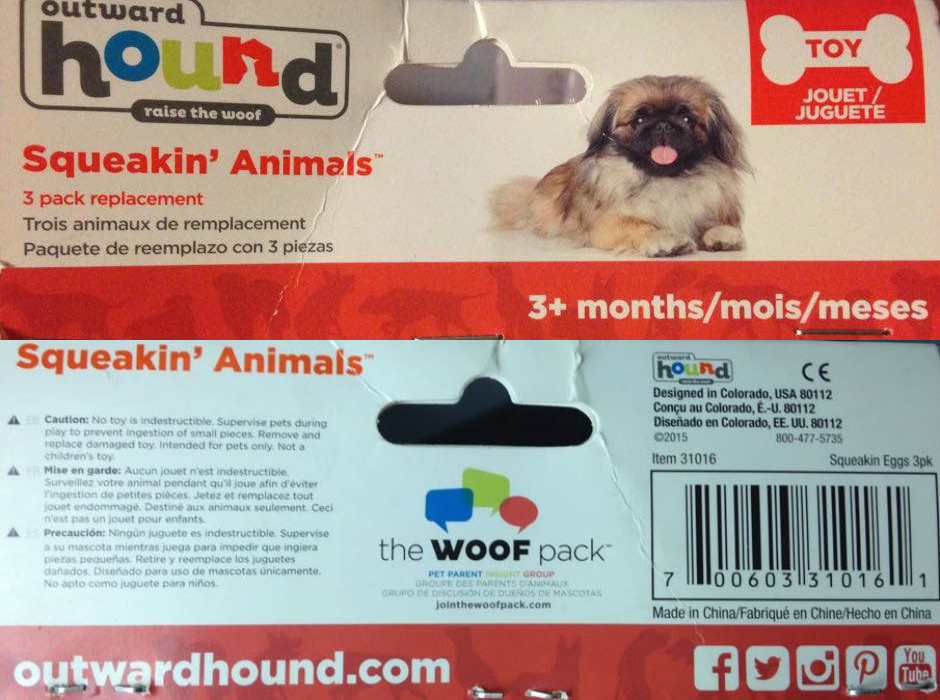 outward
hound
raise the woof
TOY
JOUET /
JUGUETE
Squeakin' Animals™
3 pack replacement
Trois animaux de remplacement
Paquete de reemplazo con 3 piezas
3+ months/mois/meses
Squeakin' Animals™
EN Caution: No toy is indestructible. Supervise pets during
play to prevent ingestion of small pieces. Remove and
replace damaged toy. Intended for pets only. Not a
children's toy.
FR Mise en garde: Aucun jouet n'est indestructible.
Surveillez votre animal pendant qu'il joue afin d'éviter
l'ingestion de petites pièces. Jetez et remplacez tout
jouet endommagé. Destiné aux animaux seulement. Ceci
n'est pas un jouet pour enfants.
ES Precaución: Ningún juguete es indestructible. Supervise
a su mascota mientras juega para impedir que ingiera
piezas pequeñas. Retire y reemplace los juguetes
dañados. Diseñado para uso de mascotas únicamente.
No apto como juguete para niños.
the WOOF pack™
PET PARENT INSIGHT GROUP
GROUPE DES PARENTS D'ANIMAUX
GRUPO DE DISCUSIÓN DE DUEÑOS DE MASCOTAS
jointhewoofpack.com
outward
hound
CE
Designed in Colorado, USA 80112
Conçu au Colorado, É.-U. 80112
Diseñado en Colorado, EE. UU. 80112
©2015 800-477-5735
Item 31016 Squeakin Eggs 3pk
7 00603 31016 1
Made in China/Fabriqué en Chine/Hecho en China
outwardhound.com
You
Tube